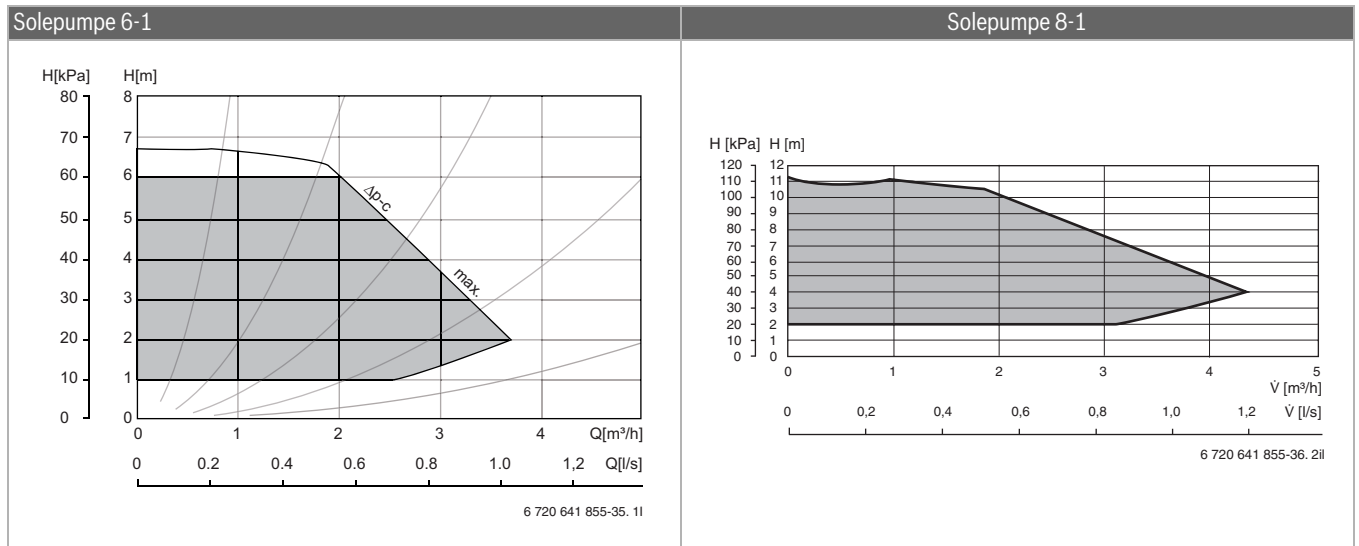 Solepumpe 6-1
H[kPa] H[m]
80 8
70 7
60 6
50 5
40 4
30 3
20 2
10 1
0 0
Δp-c
max.
0 1 2 3 4 Q[m³/h]
0 0.2 0.4 0.6 0.8 1.0 1,2 Q[l/s]
6 720 641 855-35. 1l
Solepumpe 8-1
H [kPa] H [m]
120 12
110 11
100 10
90 9
80 8
70 7
60 6
50 5
40 4
30 3
20 2
10 1
0 0
0 1 2 3 4 5
V̇ [m³/h]
0 0,2 0,4 0,6 0,8 1,0 1,2 V̇ [l/s]
6 720 641 855-36. 2il